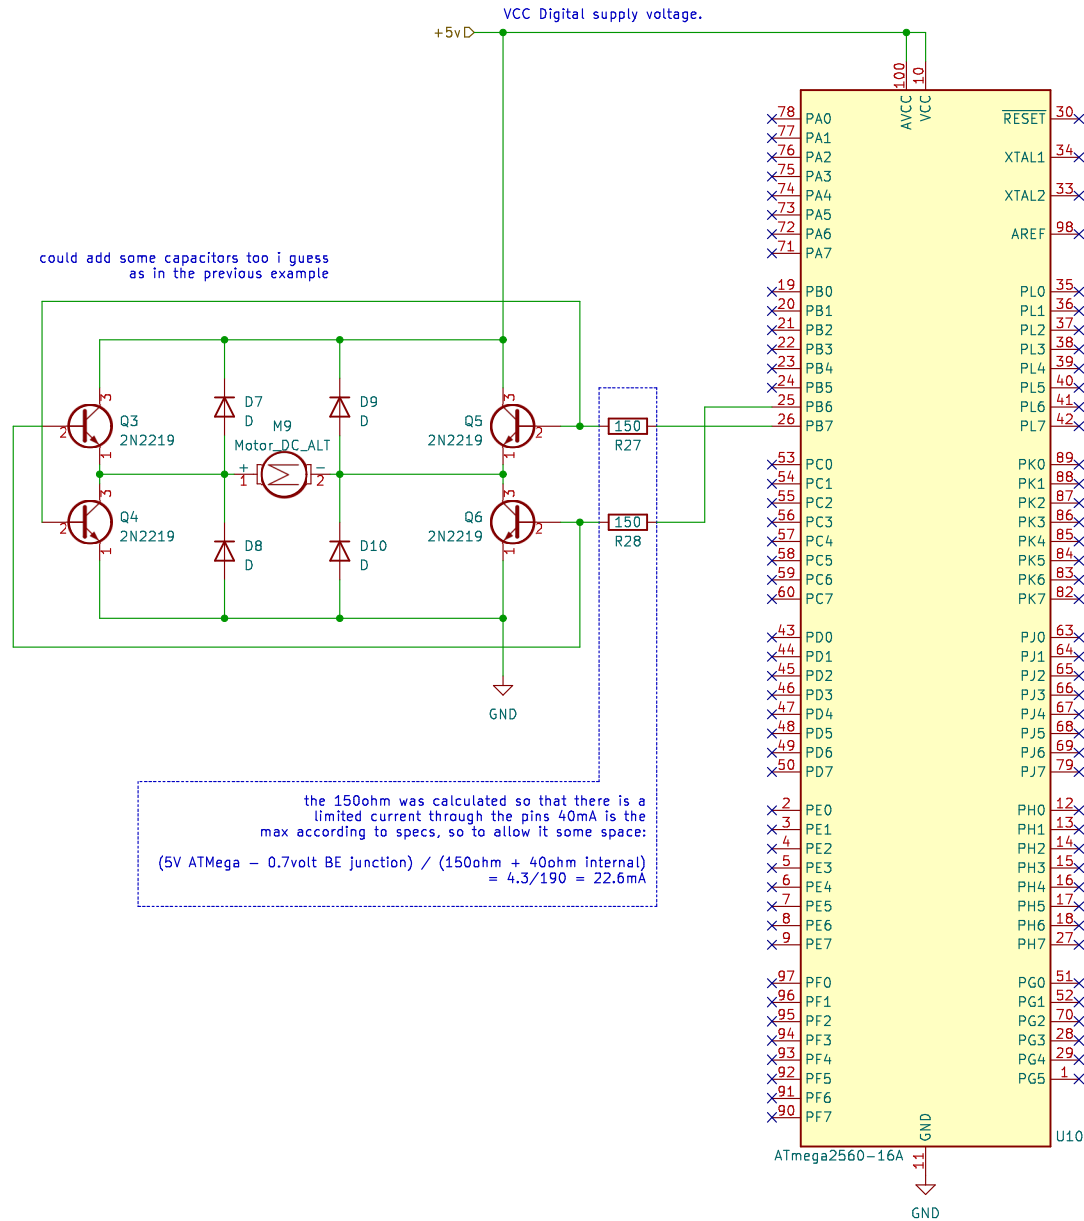 VCC Digital supply voltage.
+5v
100
10
AVCC
VCC
78 PA0
77 PA1
76 PA2
75 PA3
74 PA4
73 PA5
72 PA6
71 PA7
19 PB0
20 PB1
21 PB2
22 PB3
23 PB4
24 PB5
25 PB6
26 PB7
53 PC0
54 PC1
55 PC2
56 PC3
57 PC4
58 PC5
59 PC6
60 PC7
43 PD0
44 PD1
45 PD2
46 PD3
47 PD4
48 PD5
49 PD6
50 PD7
2 PE0
3 PE1
4 PE2
5 PE3
6 PE4
7 PE5
8 PE6
9 PE7
97 PF0
96 PF1
95 PF2
94 PF3
93 PF4
92 PF5
91 PF6
90 PF7
RESET 30
XTAL1 34
XTAL2 33
AREF 98
PL0 35
PL1 36
PL2 37
PL3 38
PL4 39
PL5 40
PL6 41
PL7 42
PK0 89
PK1 88
PK2 87
PK3 86
PK4 85
PK5 84
PK6 83
PK7 82
PJ0 63
PJ1 64
PJ2 65
PJ3 66
PJ4 67
PJ5 68
PJ6 69
PJ7 79
PH0 12
PH1 13
PH2 14
PH3 15
PH4 16
PH5 17
PH6 18
PH7 27
PG0 51
PG1 52
PG2 70
PG3 28
PG4 29
PG5 1
GND
11
U10
ATmega2560-16A
GND
could add some capacitors too i guess
as in the previous example
3
2
1
Q3
2N2219
3
2
1
Q4
2N2219
D7
D
D9
D
M9
Motor_DC_ALT
+
1
−
2
D8
D
D10
D
Q5
2N2219
3
2
1
Q6
2N2219
3
2
1
150
R27
150
R28
GND
the 150ohm was calculated so that there is a
limited current through the pins 40mA is the
max according to specs, so to allow it some space:
(5V ATMega − 0.7volt BE junction) / (150ohm + 40ohm internal)
= 4.3/190 = 22.6mA